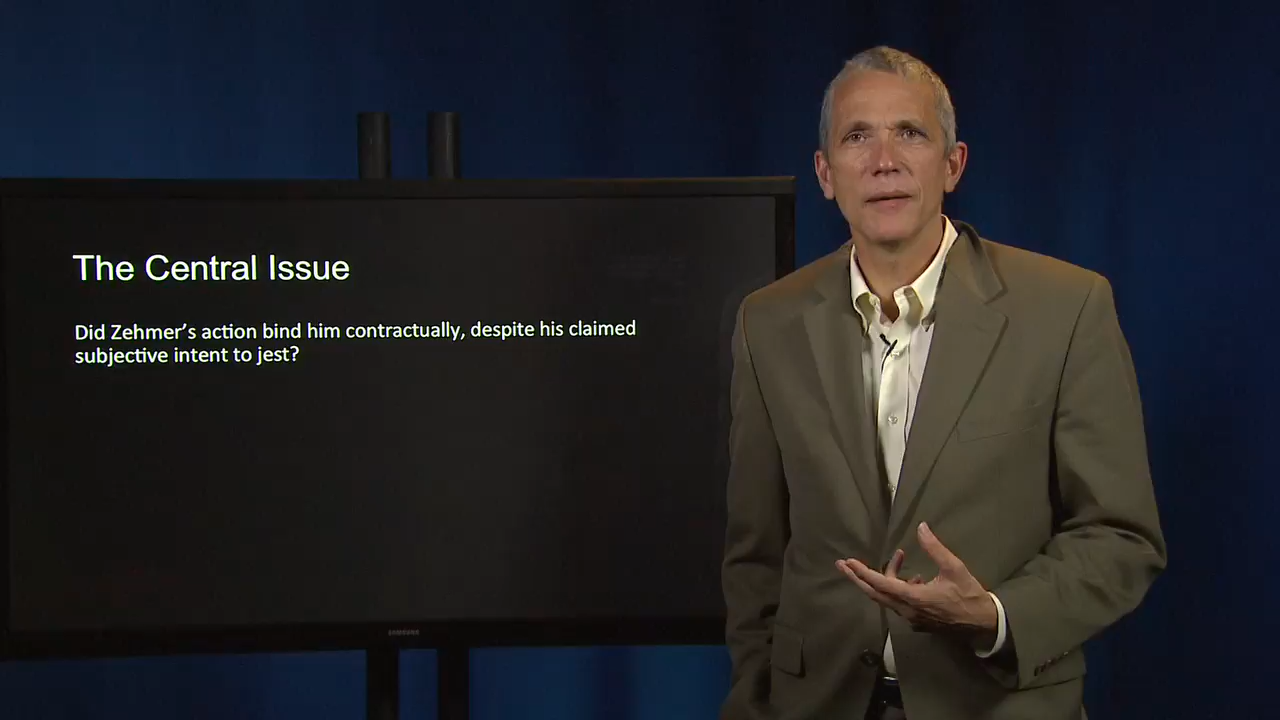 The Central Issue
Did Zehmer’s action bind him contractually, despite his claimed
subjective intent to jest?
SAMSUNG